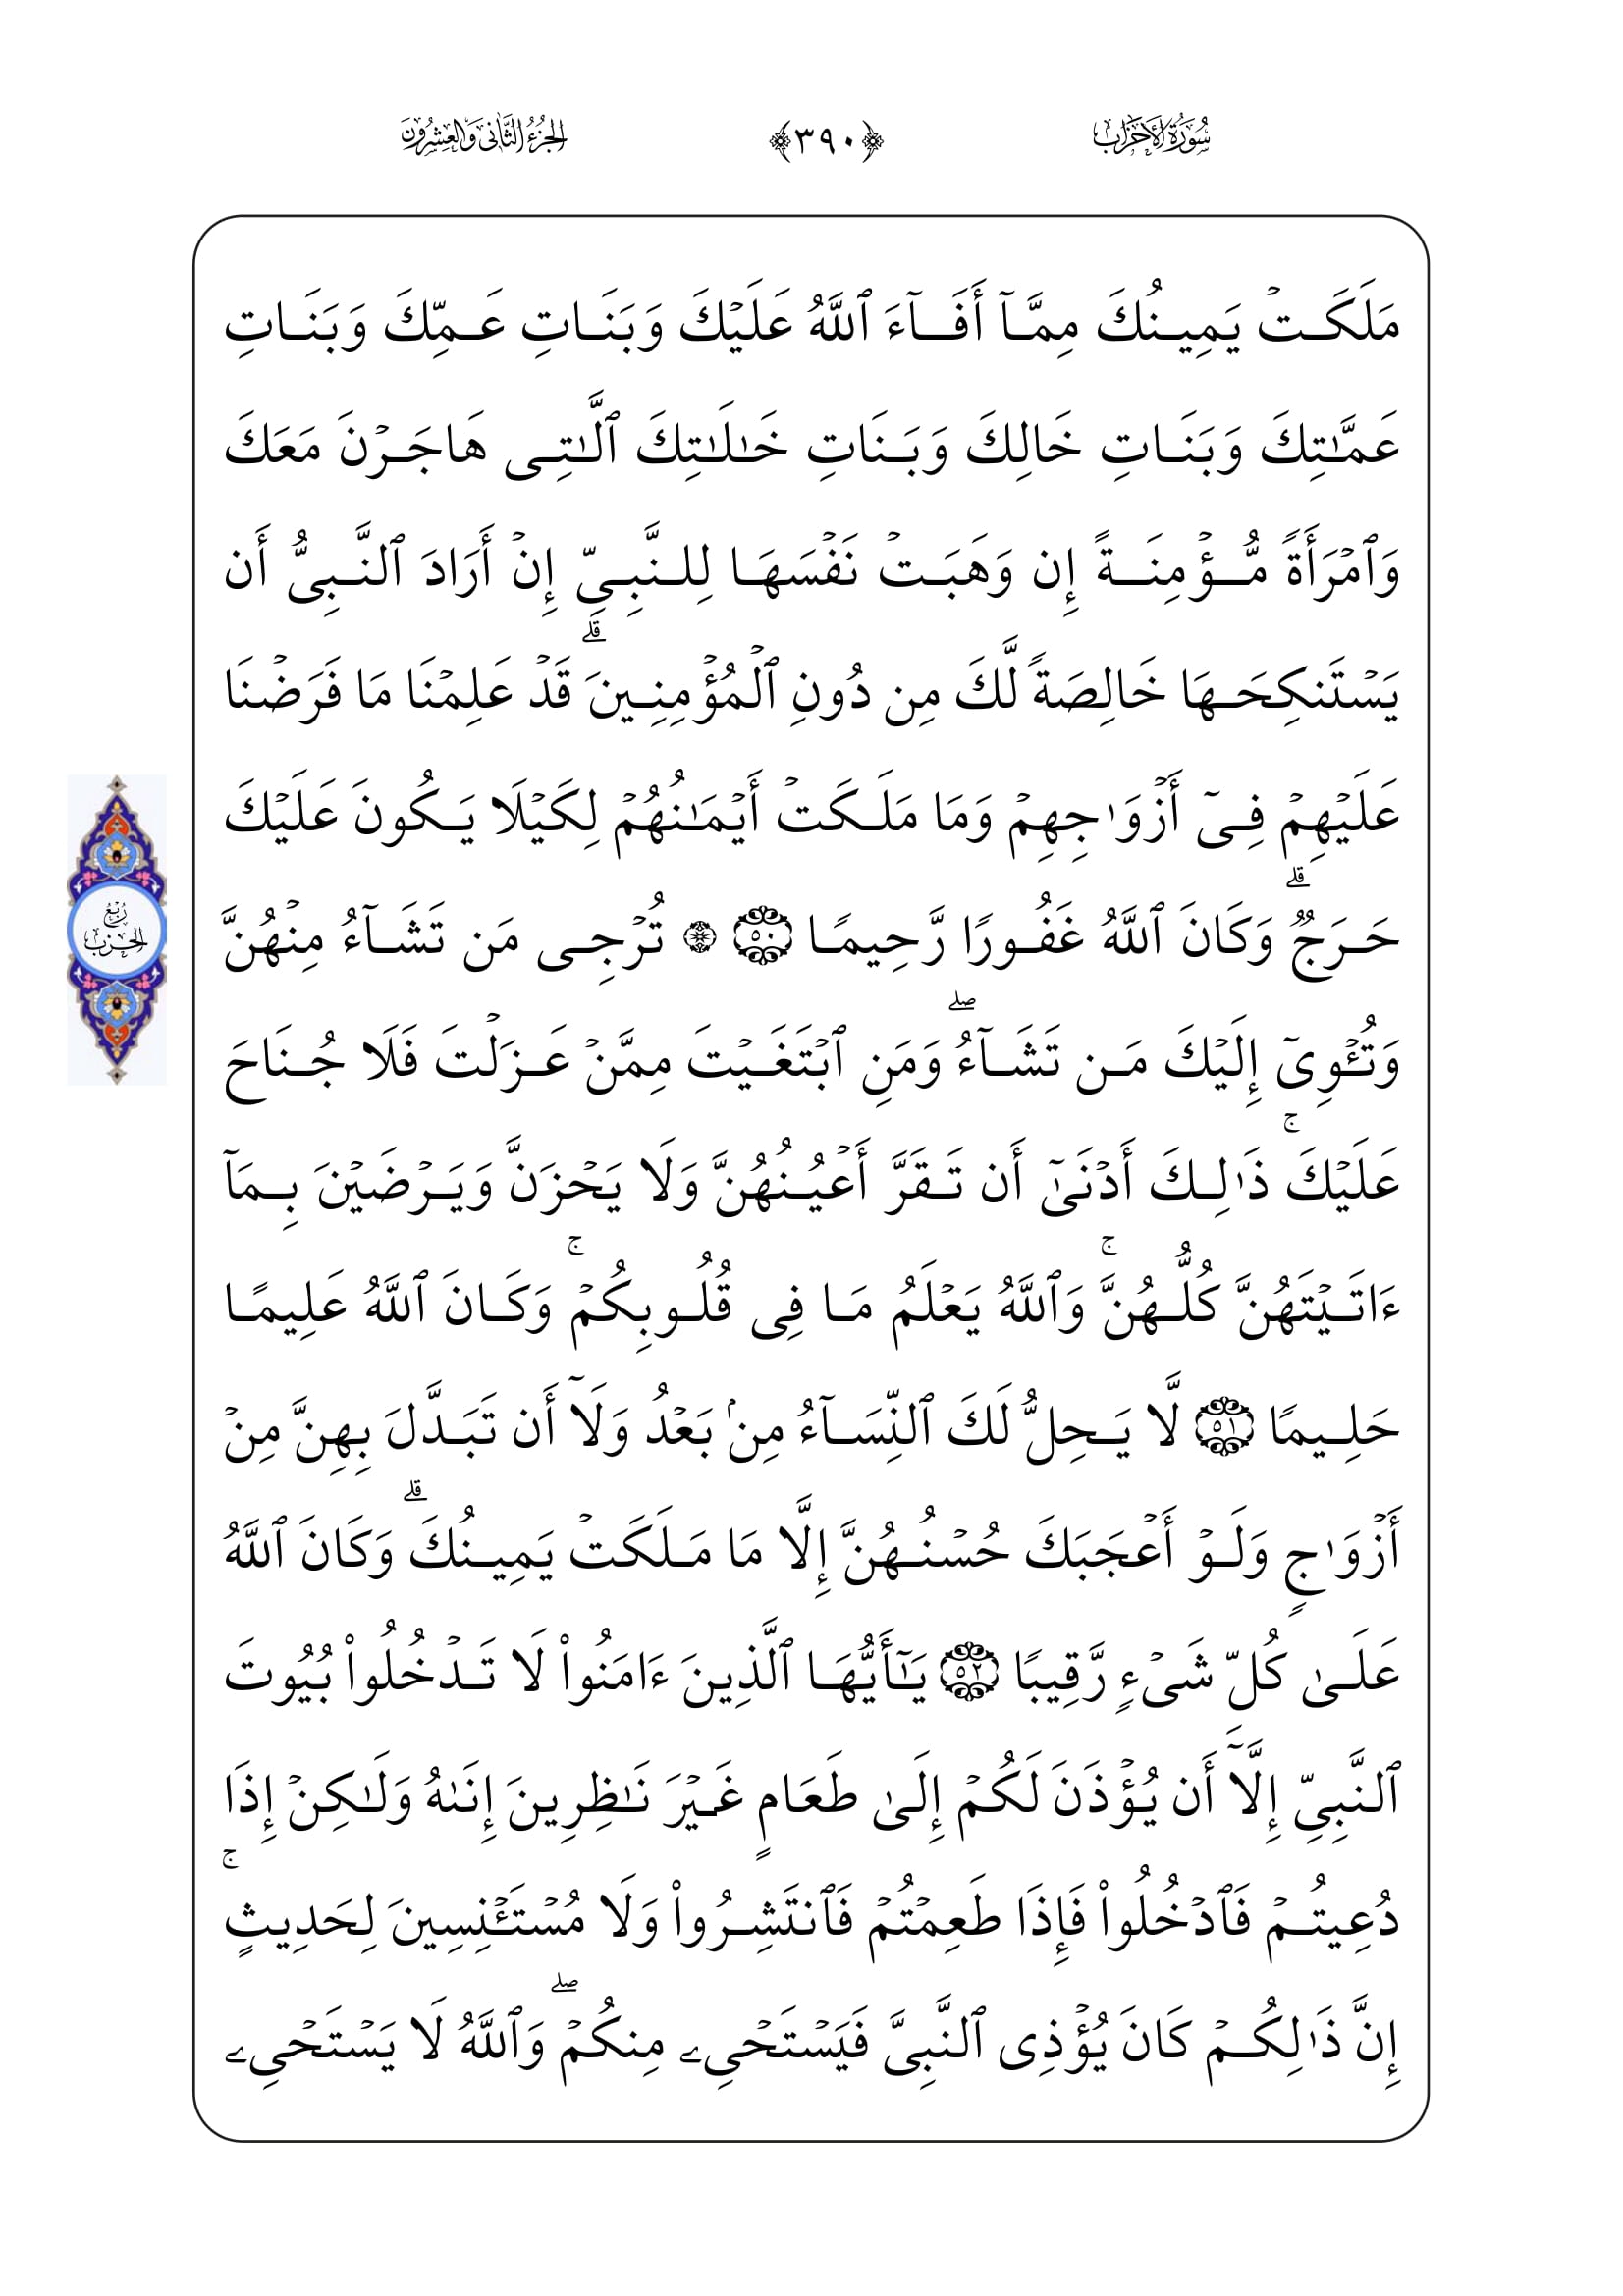 سُورَةُ الأَحْزَابِ ﴿٣٩٠﴾ الجُزْءُ الثَّانِى وَالعِشْرُونَ
مَلَكَتۡ يَمِينُكَ مِمَّآ أَفَآءَ ٱللَّهُ عَلَيۡكَ وَبَنَاتِ عَمِّكَ وَبَنَاتِ
عَمَّـٰتِكَ وَبَنَاتِ خَالِكَ وَبَنَاتِ خَـٰلَـٰتِكَ ٱلَّـٰتِى هَاجَرۡنَ مَعَكَ
وَٱمۡرَأَةً مُّؤۡمِنَةً إِن وَهَبَتۡ نَفۡسَهَا لِلنَّبِىِّ إِنۡ أَرَادَ ٱلنَّبِىُّ أَن
يَسۡتَنكِحَهَا خَالِصَةً لَّكَ مِن دُونِ ٱلۡمُؤۡمِنِينَۗ قَدۡ عَلِمۡنَا مَا فَرَضۡنَا
عَلَيۡهِمۡ فِىٓ أَزۡوَٰجِهِمۡ وَمَا مَلَكَتۡ أَيۡمَـٰنُهُمۡ لِكَيۡلَا يَكُونَ عَلَيۡكَ
حَرَجٌۗ وَكَانَ ٱللَّهُ غَفُورًا رَّحِيمًا ۝٥٠ ۞ تُرۡجِى مَن تَشَآءُ مِنۡهُنَّ
وَتُـٔۡوِىٓ إِلَيۡكَ مَن تَشَآءُۖ وَمَنِ ٱبۡتَغَيۡتَ مِمَّنۡ عَزَلۡتَ فَلَا جُنَاحَ
عَلَيۡكَۚ ذَٰلِكَ أَدۡنَىٰٓ أَن تَقَرَّ أَعۡيُنُهُنَّ وَلَا يَحۡزَنَّ وَيَرۡضَيۡنَ بِمَآ
ءَاتَيۡتَهُنَّ كُلُّهُنَّۚ وَٱللَّهُ يَعۡلَمُ مَا فِى قُلُوبِكُمۡۚ وَكَانَ ٱللَّهُ عَلِيمًا
حَلِيمًا ۝٥١ لَّا يَحِلُّ لَكَ ٱلنِّسَآءُ مِنۢ بَعۡدُ وَلَآ أَن تَبَدَّلَ بِهِنَّ مِنۡ
أَزۡوَٰجٍ وَلَوۡ أَعۡجَبَكَ حُسۡنُهُنَّ إِلَّا مَا مَلَكَتۡ يَمِينُكَۗ وَكَانَ ٱللَّهُ
عَلَىٰ كُلِّ شَىۡءٍ رَّقِيبًا ۝٥٢ يَـٰٓأَيُّهَا ٱلَّذِينَ ءَامَنُوا۟ لَا تَدۡخُلُوا۟ بُيُوتَ
ٱلنَّبِىِّ إِلَّآ أَن يُؤۡذَنَ لَكُمۡ إِلَىٰ طَعَامٍ غَيۡرَ نَـٰظِرِينَ إِنَىٰهُ وَلَـٰكِنۡ إِذَا
دُعِيتُمۡ فَٱدۡخُلُوا۟ فَإِذَا طَعِمۡتُمۡ فَٱنتَشِرُوا۟ وَلَا مُسۡتَـٔۡنِسِينَ لِحَدِيثٍۚ
إِنَّ ذَٰلِكُمۡ كَانَ يُؤۡذِى ٱلنَّبِىَّ فَيَسۡتَحۡىِۦ مِنكُمۡۖ وَٱللَّهُ لَا يَسۡتَحۡىِۦ
رُبْعُ
الحِزْبِ